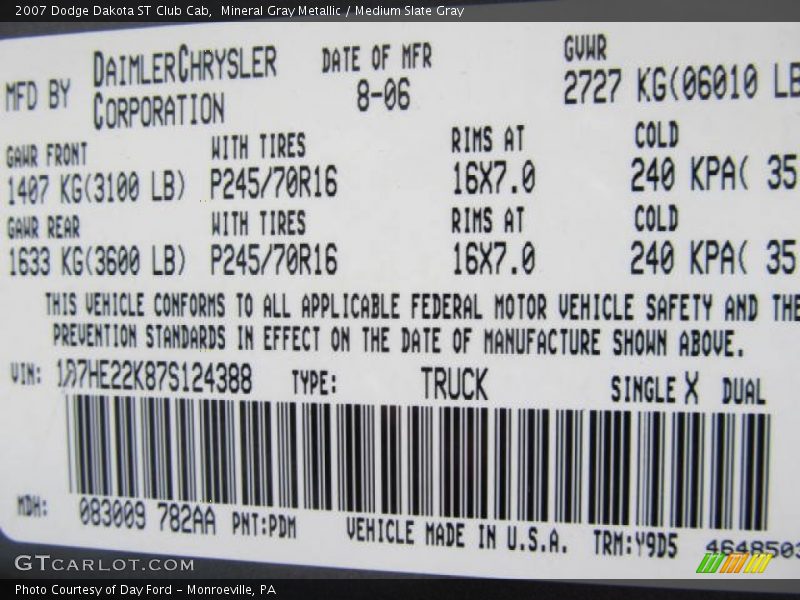 2007 Dodge Dakota ST Club Cab, Mineral Gray Metallic / Medium Slate Gray
MFD BY DAIMLERCHRYSLER CORPORATION DATE OF MFR 8-06 GVWR 2727 KG(06010 LB
GAWR FRONT WITH TIRES RIMS AT COLD
1407 KG(3100 LB) P245/70R16 16X7.0 240 KPA( 35
GAWR REAR WITH TIRES RIMS AT COLD
1633 KG(3600 LB) P245/70R16 16X7.0 240 KPA( 35
THIS VEHICLE CONFORMS TO ALL APPLICABLE FEDERAL MOTOR VEHICLE SAFETY AND THE
PREVENTION STANDARDS IN EFFECT ON THE DATE OF MANUFACTURE SHOWN ABOVE.
VIN: 1D7HE22K87S124388 TYPE: TRUCK SINGLE X DUAL
MDH: 083009 782AA PNT:PDM VEHICLE MADE IN U.S.A. TRM:Y9D5 4648503
GTCARLOT.COM
Photo Courtesy of Day Ford - Monroeville, PA